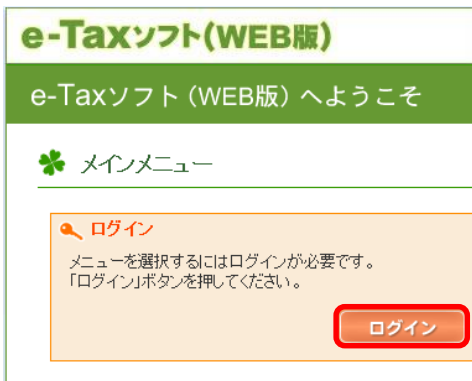 e-Taxソフト(WEB版)
e-Taxソフト（WEB版）へようこそ
メインメニュー
ログイン
メニューを選択するにはログインが必要です。
「ログイン」ボタンを押してください。
ログイン